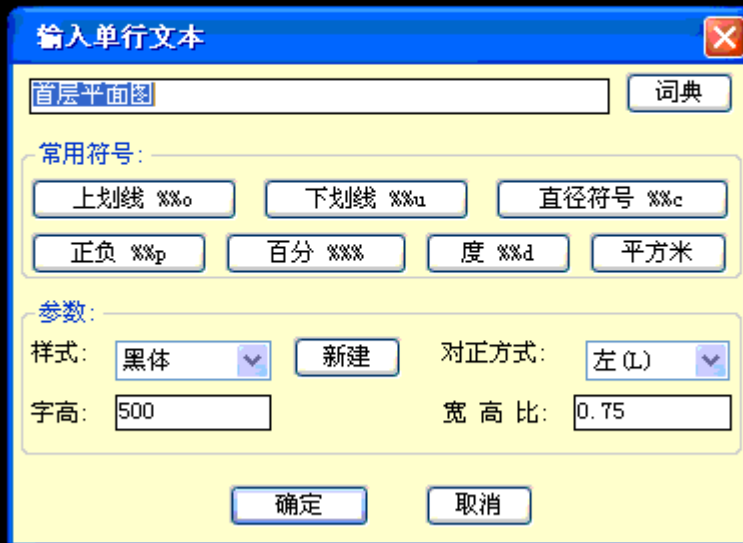 输入单行文本
首层平面图 词典
常用符号:
上划线 %%o 下划线 %%u 直径符号 %%c
正负 %%p 百分 %%% 度 %%d 平方米
参数:
样式: 黑体 新建 对正方式: 左(L)
字高: 500 宽 高 比: 0.75
确定 取消